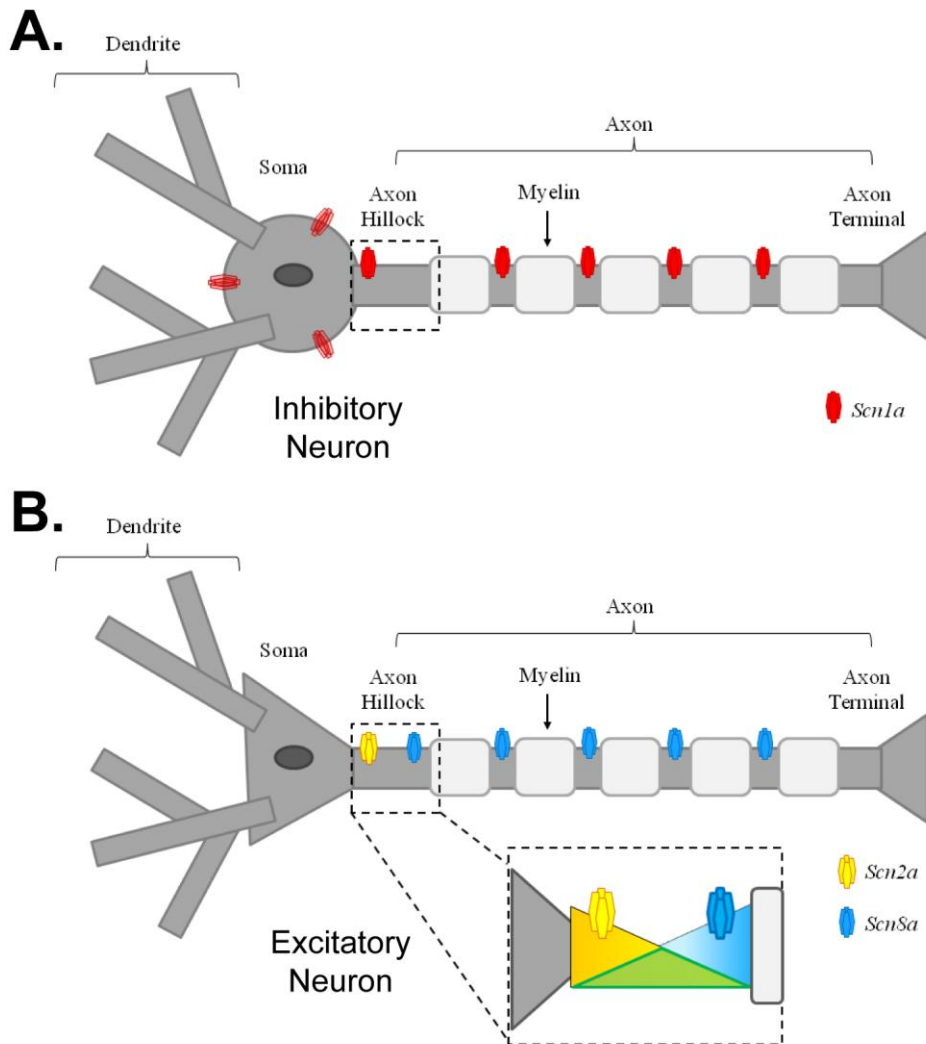 A.
Dendrite
Axon
Soma
Axon
Hillock
Myelin
Axon
Terminal
Inhibitory
Neuron
Scn1a
B.
Dendrite
Axon
Soma
Axon
Hillock
Myelin
Axon
Terminal
Scn2a
Scn8a
Excitatory
Neuron